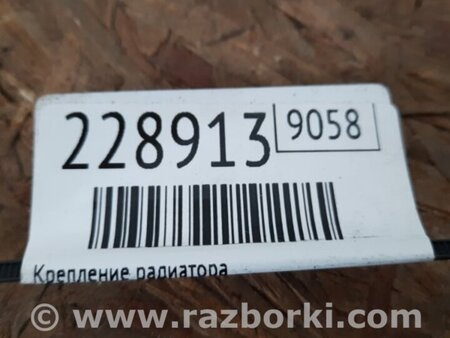 228913 9058
Крепление радиатора
www.razborki.com